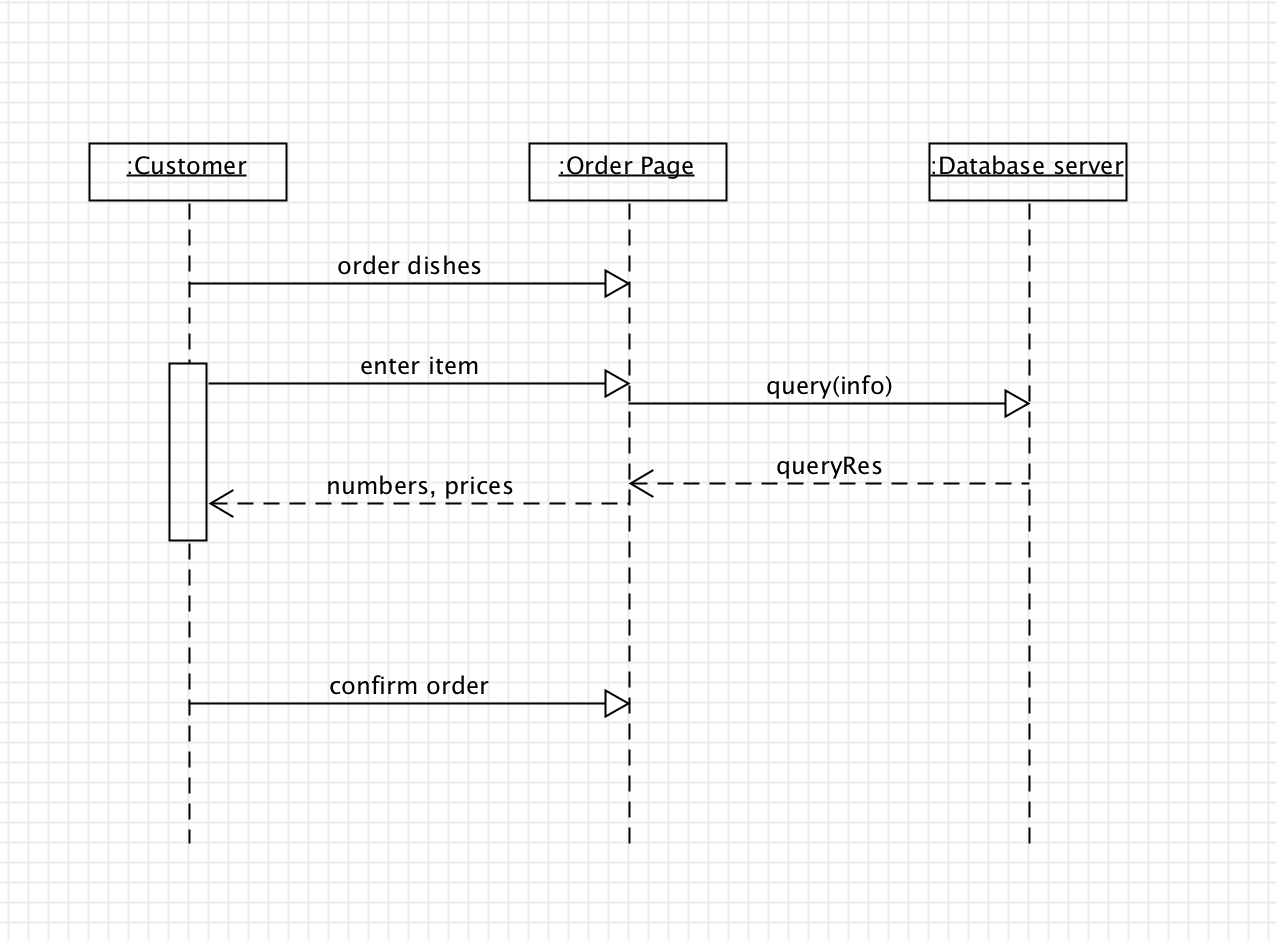 :Customer
:Order Page
:Database server
order dishes
enter item
query(info)
queryRes
numbers, prices
confirm order